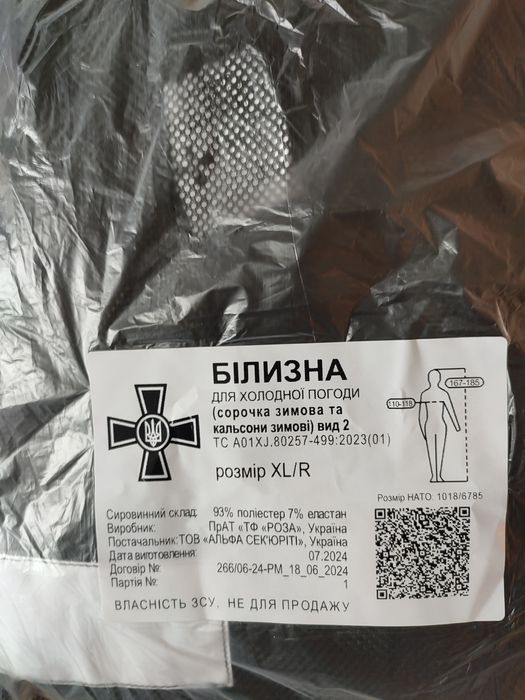 БІЛИЗНА
ДЛЯ ХОЛОДНОЇ ПОГОДИ
(сорочка зимова та
кальсони зимові) вид 2
ТС А01XJ.80257-499:2023(01)
розмір XL/R
167-185
110-118
Розмір НАТО: 1018/6785
Сировинний склад: 93% поліестер 7% еластан
Виробник: ПрАТ «ТФ «РОЗА», Україна
Постачальник: ТОВ «АЛЬФА СЕК'ЮРІТІ», Україна
Дата виготовлення: 07.2024
Договір №: 266/06-24-РМ_18_06_2024
Партія №: 1
ВЛАСНІСТЬ ЗСУ. НЕ ДЛЯ ПРОДАЖУ